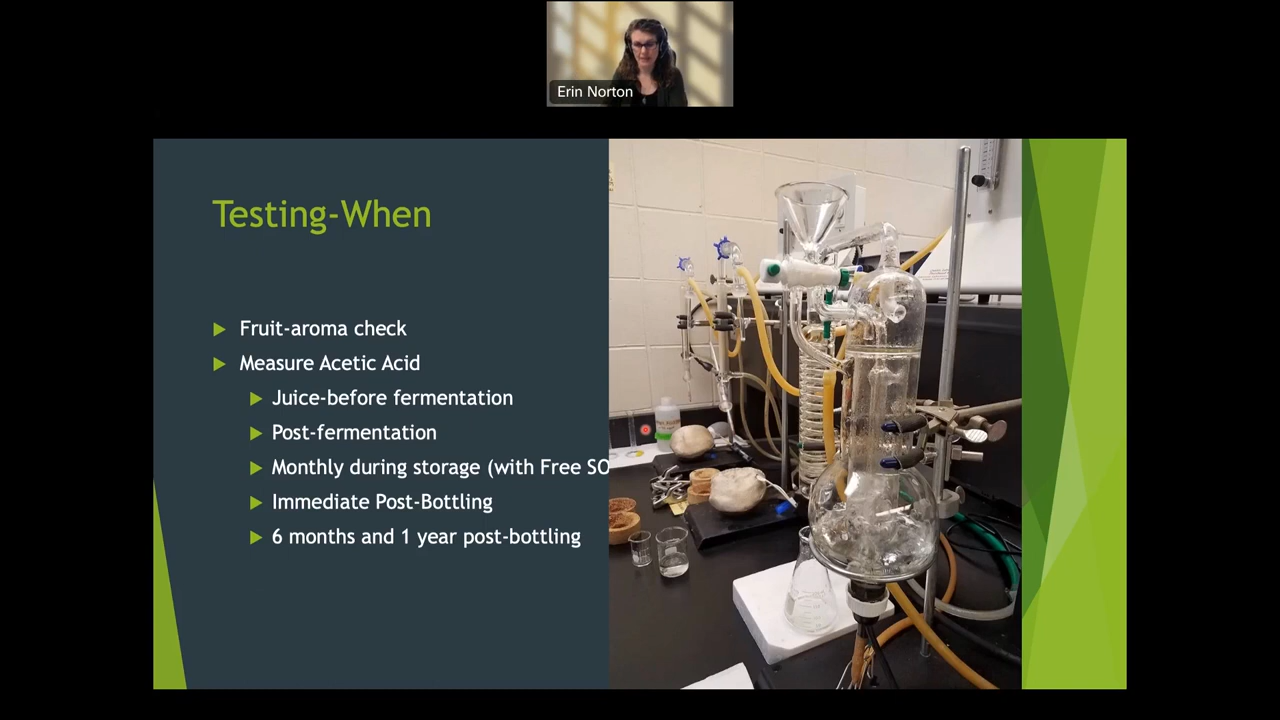 Erin Norton
Testing-When
Fruit-aroma check
Measure Acetic Acid
Juice-before fermentation
Post-fermentation
Monthly during storage (with Free SO
Immediate Post-Bottling
6 months and 1 year post-bottling